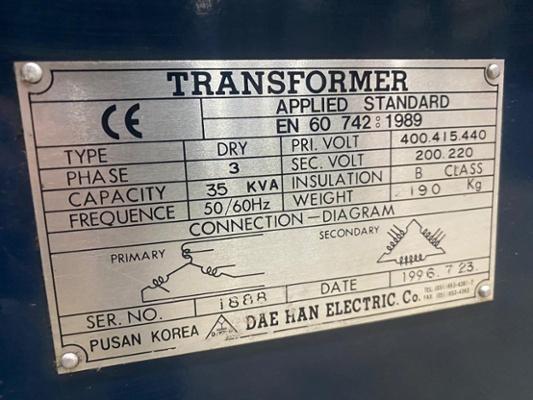 TRANSFORMER
CE
APPLIED STANDARD
EN 60 742:1989
TYPE DRY PRI. VOLT 400.415.440
PHASE 3 SEC. VOLT 200.220
CAPACITY 35 KVA INSULATION B CLASS
FREQUENCY 50/60Hz WEIGHT 190 Kg
CONNECTION-DIAGRAM
PRIMARY SECONDARY
SER. NO. 1688 DATE 1996.7.23.
PUSAN KOREA DAE HAN ELECTRIC. Co.